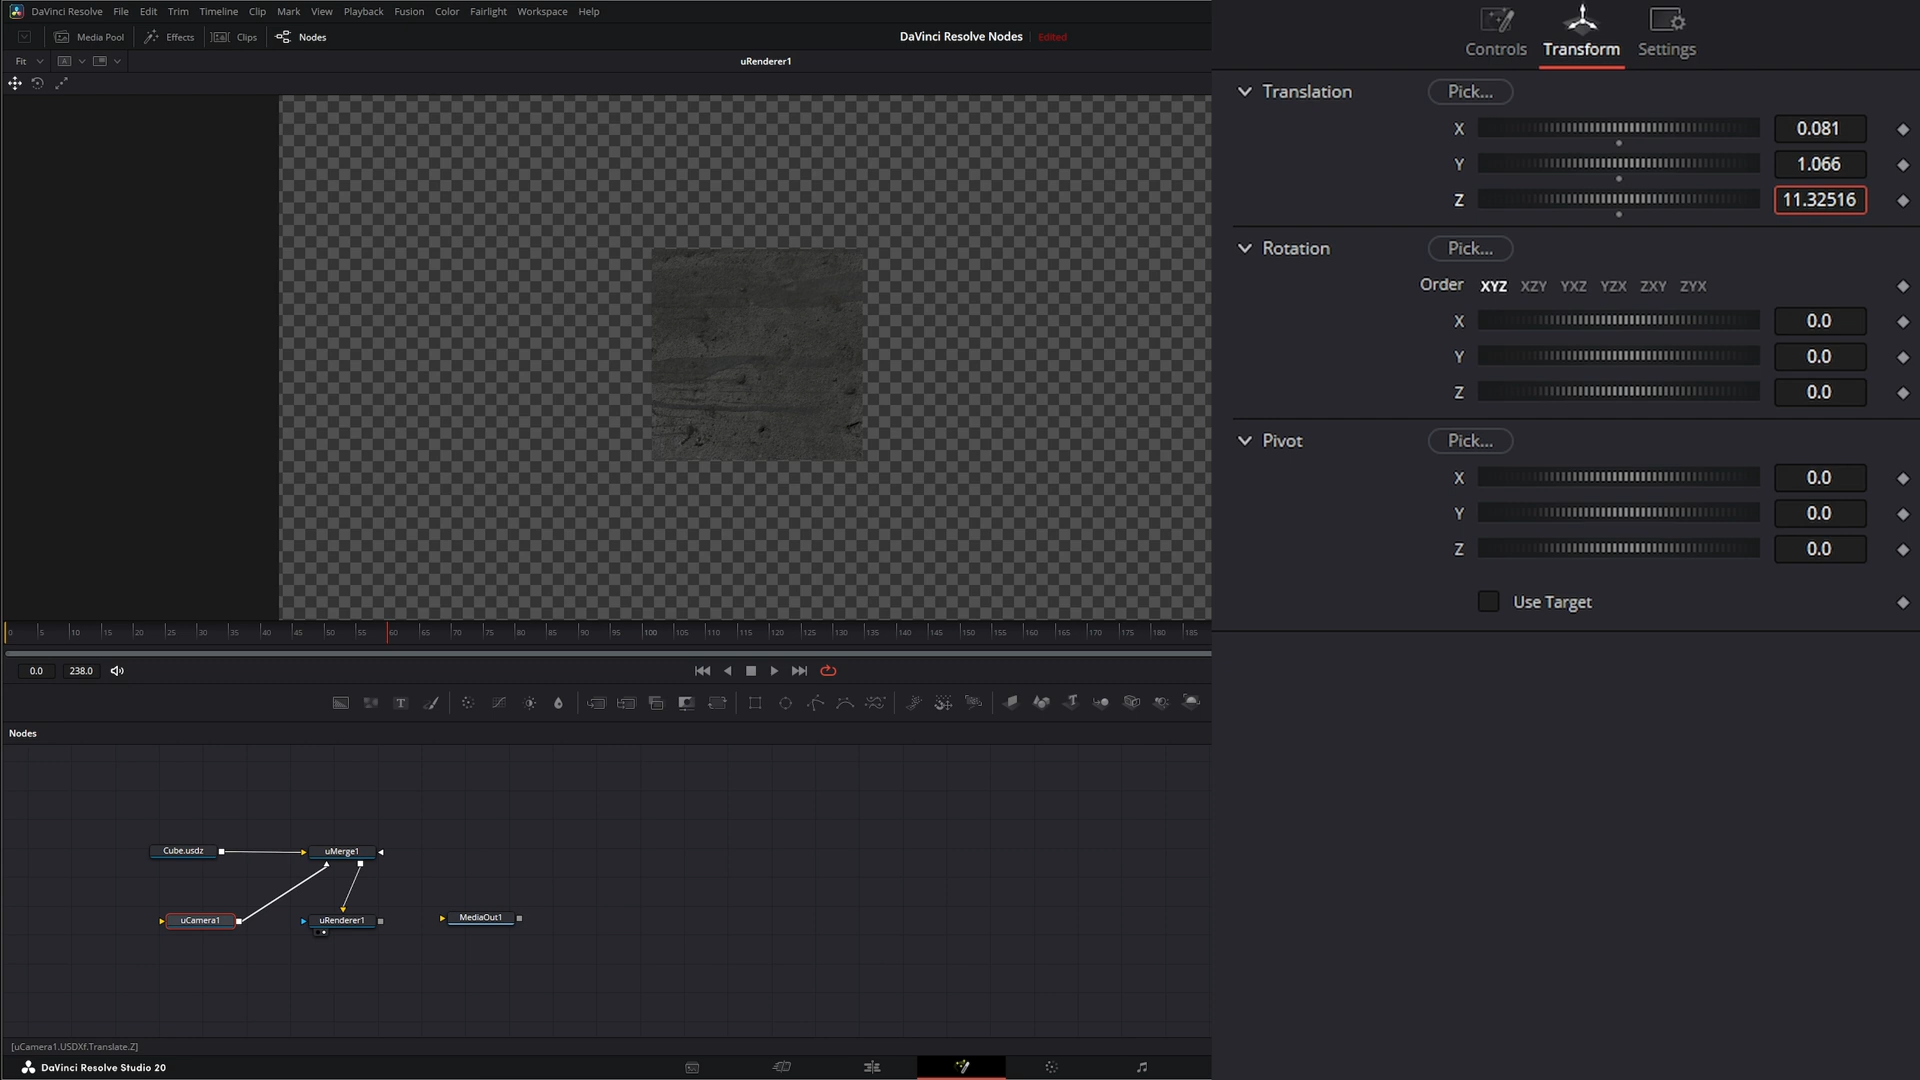 DaVinci Resolve File Edit Trim Timeline Clip Mark View Playback Fusion Color Fairlight Workspace Help
Media Pool Effects Clips Nodes DaVinci Resolve Nodes Edited
Fit uRenderer1
Controls Transform Settings
Translation Pick...
X 0.081
Y 1.066
Z 11.32516
Rotation Pick...
Order XYZ XZY YXZ YZX ZXY ZYX
X 0.0
Y 0.0
Z 0.0
Pivot Pick...
X 0.0
Y 0.0
Z 0.0
Use Target
0 5 10 15 20 25 30 35 40 45 50 55 60 65 70 75 80 85 90 95 100 105 110 115 120 125 130 135 140 145 150 155 160 165 170 175 180 185
0.0 238.0
Nodes
Cube.usdz uMerge1
uCamera1 uRenderer1 MediaOut1
[uCamera1.USDXf.Translate.Z]
DaVinci Resolve Studio 20